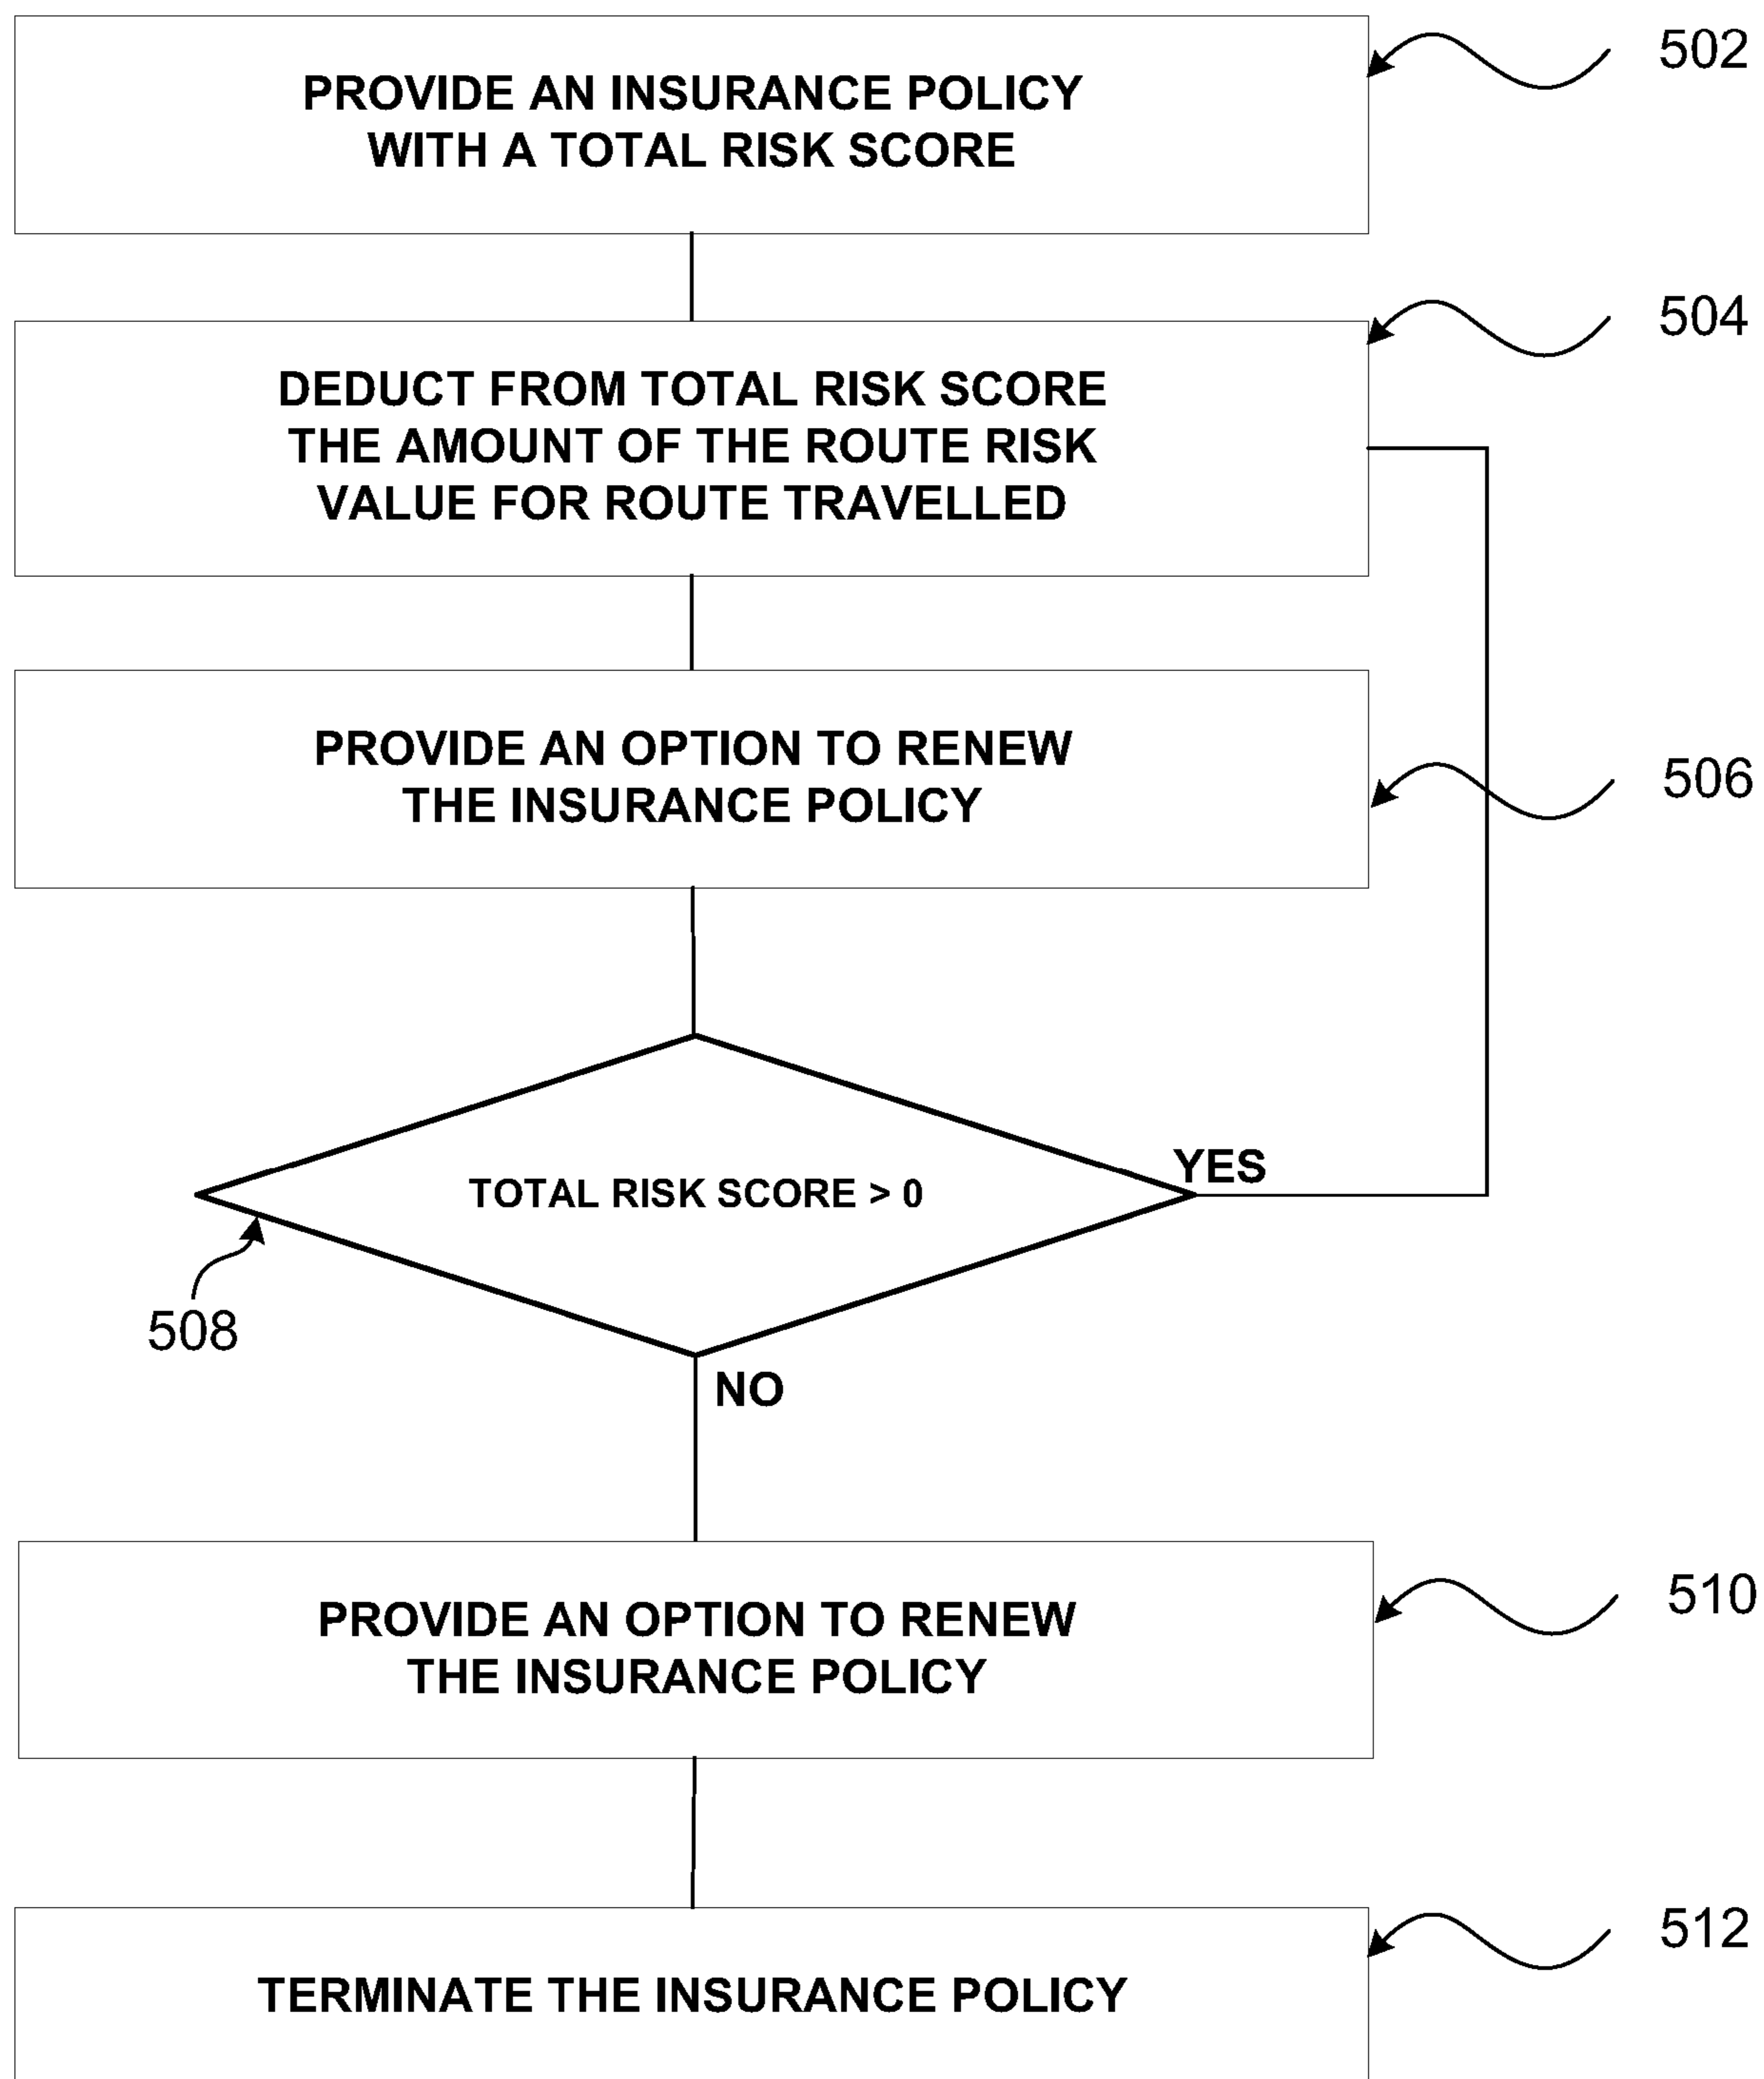 PROVIDE AN INSURANCE POLICY
WITH A TOTAL RISK SCORE
502
DEDUCT FROM TOTAL RISK SCORE
THE AMOUNT OF THE ROUTE RISK
VALUE FOR ROUTE TRAVELLED
504
PROVIDE AN OPTION TO RENEW
THE INSURANCE POLICY
506
TOTAL RISK SCORE > 0
YES
508
NO
PROVIDE AN OPTION TO RENEW
THE INSURANCE POLICY
510
TERMINATE THE INSURANCE POLICY
512